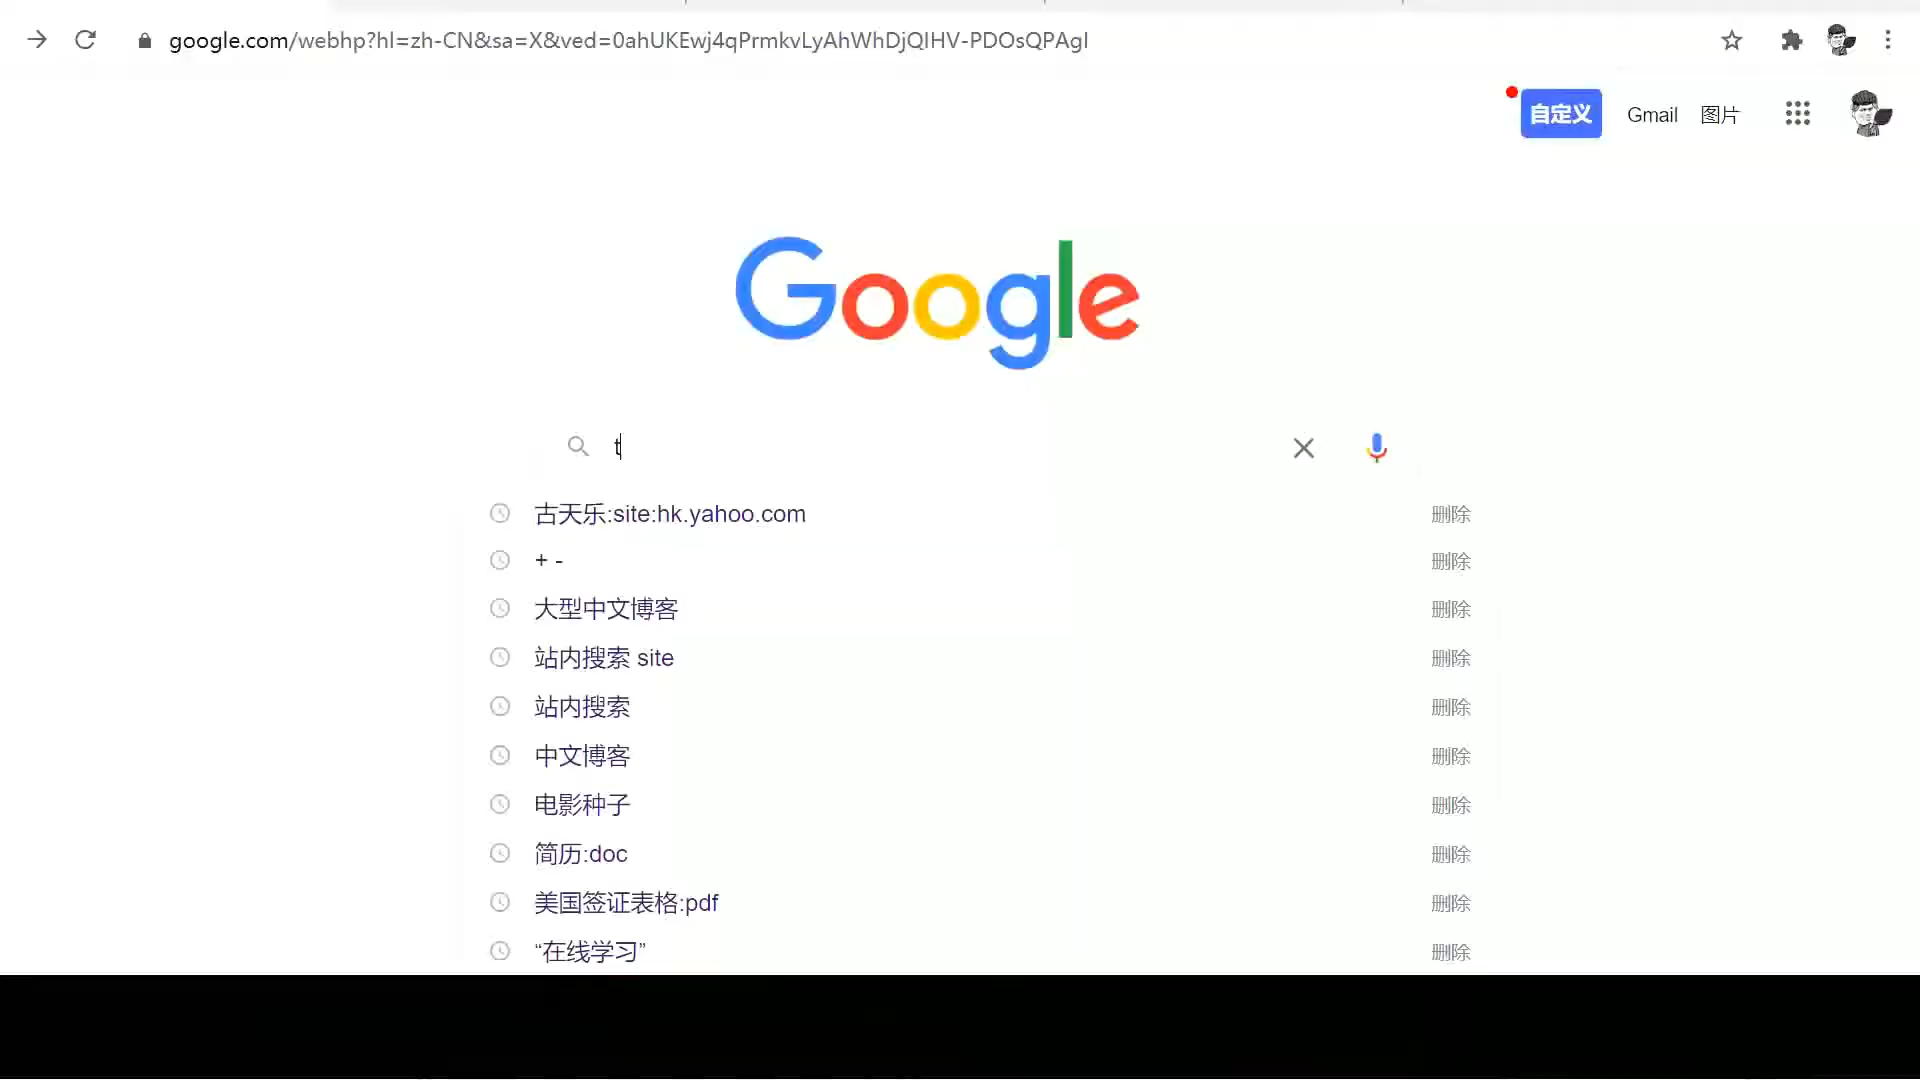 google.com/webhp?hl=zh-CN&sa=X&ved=0ahUKEwj4qPrmkvLyAhWhDjQIHV-PDOsQPAgI
自定义 Gmail 图片
Google
t
古天乐:site:hk.yahoo.com 删除
+ - 删除
大型中文博客 删除
站内搜索 site 删除
站内搜索 删除
中文博客 删除
电影种子 删除
简历:doc 删除
美国签证表格:pdf 删除
“在线学习” 删除